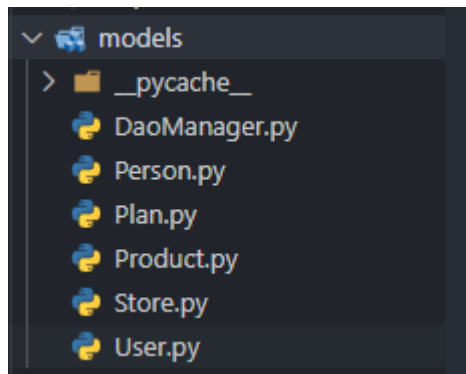 models
__pycache__
DaoManager.py
Person.py
Plan.py
Product.py
Store.py
User.py